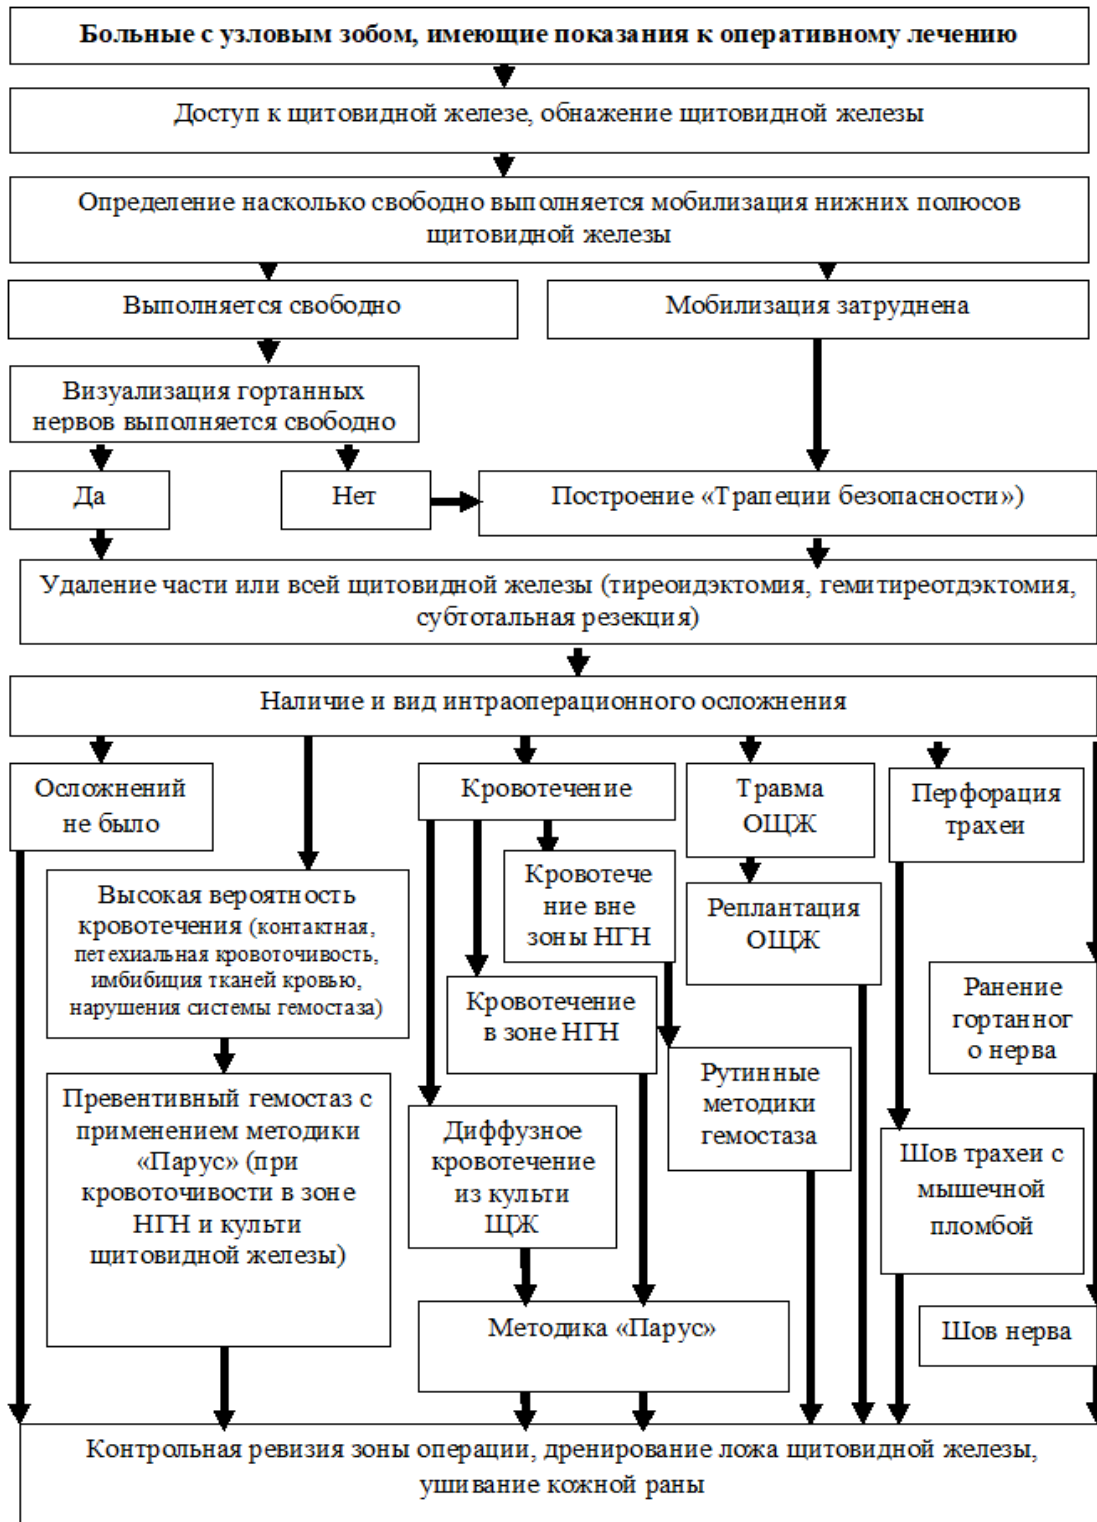 Больные с узловым зобом, имеющие показания к оперативному лечению
Доступ к щитовидной железе, обнажение щитовидной железы
Определение насколько свободно выполняется мобилизация нижних полюсов
щитовидной железы
Выполняется свободно
Мобилизация затруднена
Визуализация гортанных
нервов выполняется свободно
Да
Нет
Построение «Трапеции безопасности»)
Удаление части или всей щитовидной железы (тиреоидэктомия, гемитиреотдэктомия,
субтотальная резекция)
Наличие и вид интраоперационного осложнения
Осложнений
не было
Высокая вероятность
кровотечения (контактная,
петехиальная кровоточивость,
имбибиция тканей кровью,
нарушения системы гемостаза)
Превентивный гемостаз с
применением методики
«Парус» (при
кровоточивости в зоне
НГН и культи
щитовидной железы)
Кровотечение
Кровотече
ние вне
зоны НГН
Кровотечение
в зоне НГН
Диффузное
кровотечение
из культи
ЩЖ
Методика «Парус»
Рутинные
методики
гемостаза
Травма
ОЩЖ
Реплантация
ОЩЖ
Перфорация
трахеи
Шов трахеи с
мышечной
пломбой
Ранение
гортанног
о нерва
Шов нерва
Контрольная ревизия зоны операции, дренирование ложа щитовидной железы,
ушивание кожной раны